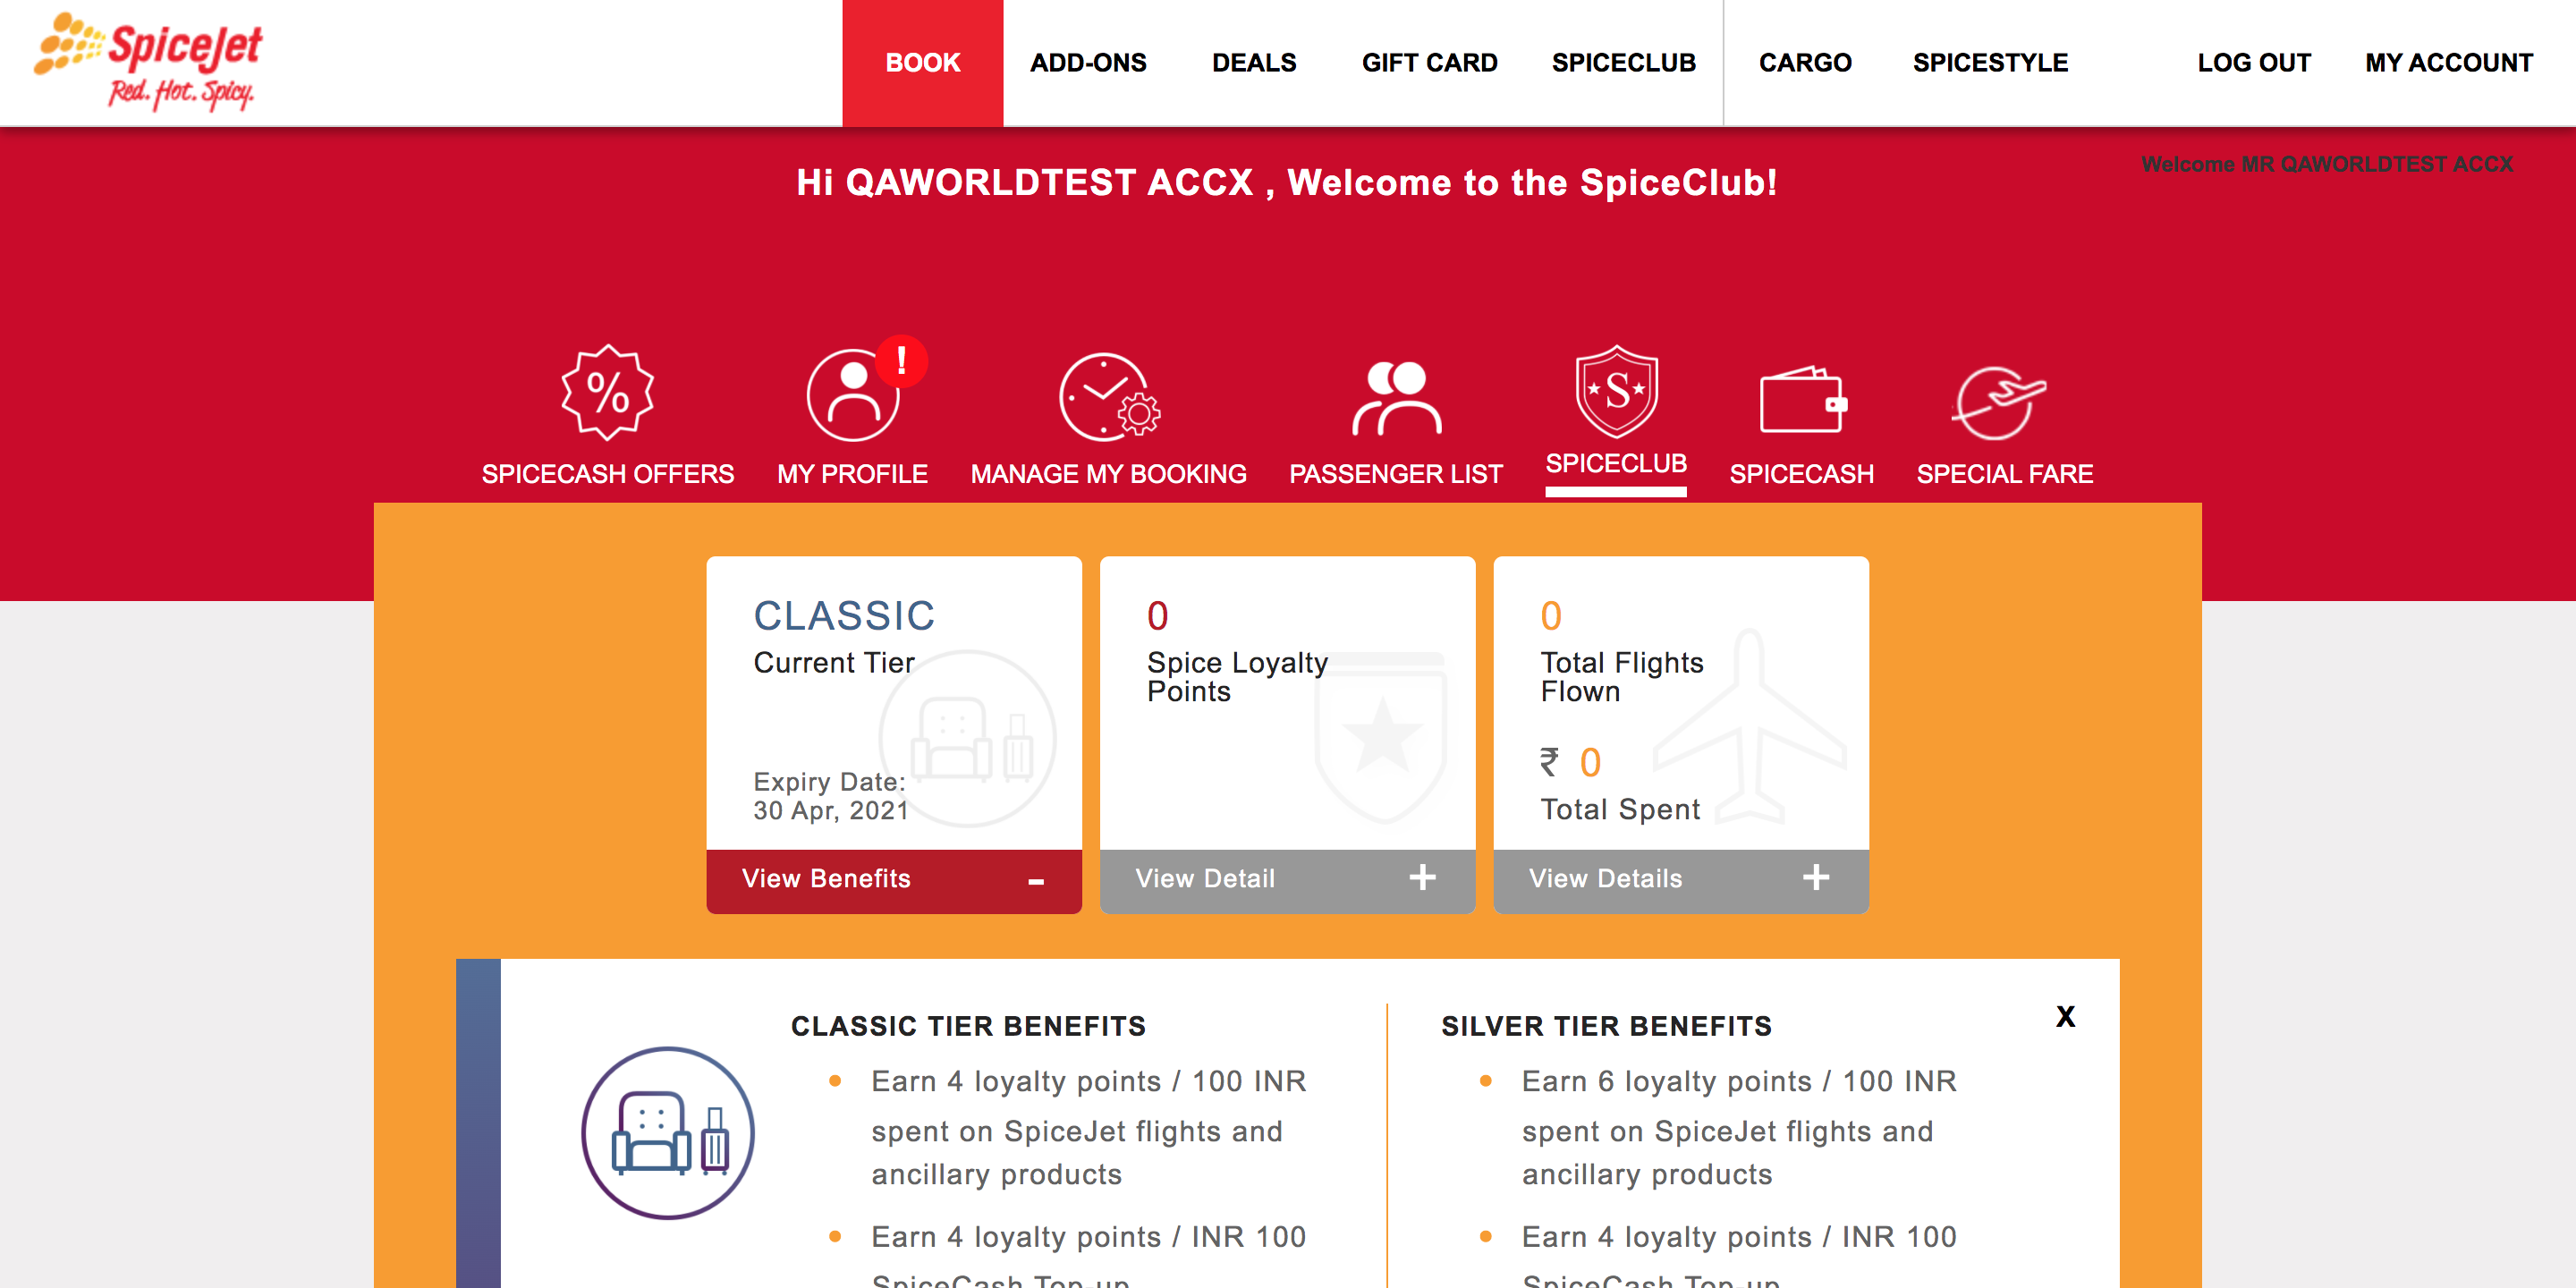 SpiceJet
Red. Hot. Spicy.
BOOK
ADD-ONS
DEALS
GIFT CARD
SPICECLUB
CARGO
SPICESTYLE
LOG OUT
MY ACCOUNT
Welcome MR QAWORLDTEST ACCX
Hi QAWORLDTEST ACCX , Welcome to the SpiceClub!
%
!
S
SPICECASH OFFERS
MY PROFILE
MANAGE MY BOOKING
PASSENGER LIST
SPICECLUB
SPICECASH
SPECIAL FARE
CLASSIC
Current Tier
Expiry Date:
30 Apr, 2021
View Benefits -
0
Spice Loyalty
Points
View Detail +
0
Total Flights
Flown
₹ 0
Total Spent
View Details +
X
CLASSIC TIER BENEFITS
Earn 4 loyalty points / 100 INR
spent on SpiceJet flights and
ancillary products
Earn 4 loyalty points / INR 100
SpiceCash Top-up
SILVER TIER BENEFITS
Earn 6 loyalty points / 100 INR
spent on SpiceJet flights and
ancillary products
Earn 4 loyalty points / INR 100
SpiceCash Top-up